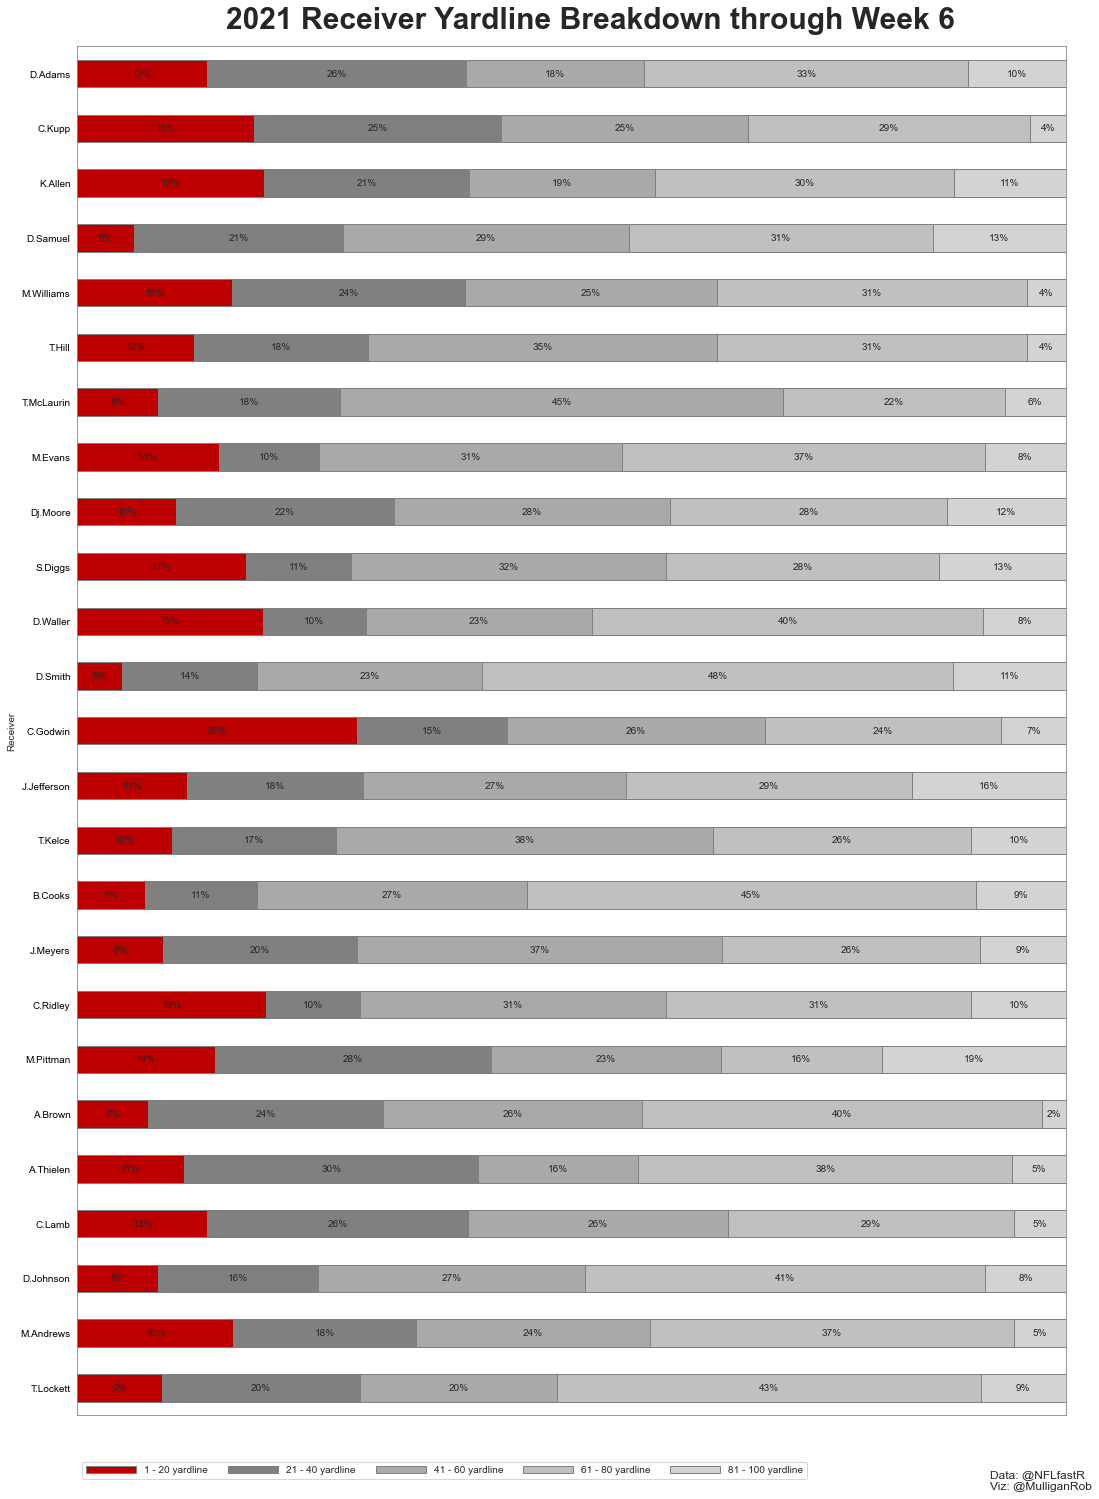 2021 Receiver Yardline Breakdown through Week 6
D.Adams 13% 26% 18% 33% 10%
C.Kupp 18% 25% 25% 29% 4%
K.Allen 19% 21% 19% 30% 11%
D.Samuel 6% 21% 29% 31% 13%
M.Williams 16% 24% 25% 31% 4%
T.Hill 12% 18% 35% 31% 4%
T.McLaurin 8% 18% 45% 22% 6%
M.Evans 14% 10% 31% 37% 8%
Dj.Moore 10% 22% 28% 28% 12%
S.Diggs 17% 11% 32% 28% 13%
D.Waller 19% 10% 23% 40% 8%
D.Smith 5% 14% 23% 48% 11%
Receiver
C.Godwin 28% 15% 26% 24% 7%
J.Jefferson 11% 18% 27% 29% 16%
T.Kelce 10% 17% 38% 26% 10%
B.Cooks 7% 11% 27% 45% 9%
J.Meyers 9% 20% 37% 26% 9%
C.Ridley 19% 10% 31% 31% 10%
M.Pittman 14% 28% 23% 16% 19%
A.Brown 7% 24% 26% 40% 2%
A.Thielen 11% 30% 16% 38% 5%
C.Lamb 13% 26% 26% 29% 5%
D.Johnson 8% 16% 27% 41% 8%
M.Andrews 16% 18% 24% 37% 5%
T.Lockett 9% 20% 20% 43% 9%
1 - 20 yardline 21 - 40 yardline 41 - 60 yardline 61 - 80 yardline 81 - 100 yardline
Data: @NFLfastR
Viz: @MulliganRob